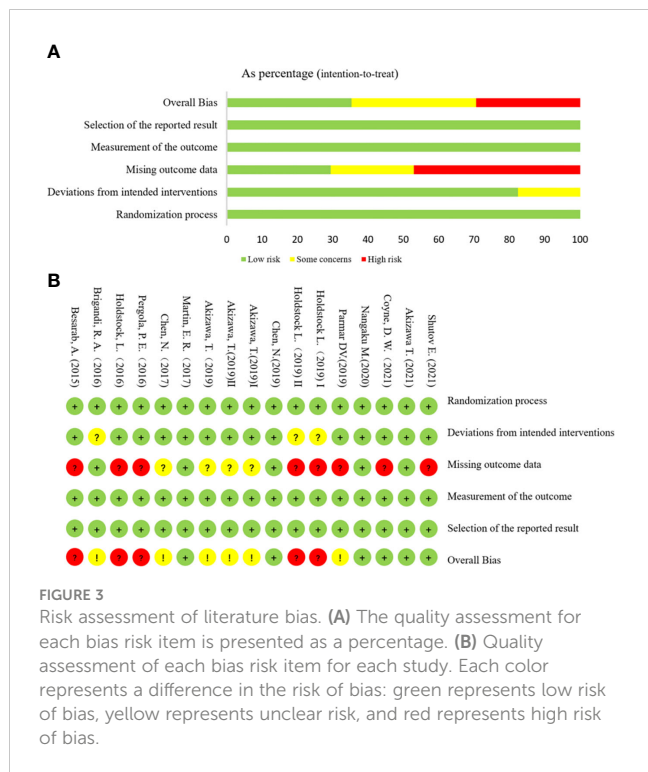 A
As percentage (intention-to-treat)
Overall Bias
Selection of the reported result
Measurement of the outcome
Mising outcome data
Deviations from intended interventions
Randomization process
0 10 20 30 40 50 60 70 80 90 100
Low risk Some concerns High risk
B
Besarab, A. (2015)
Brigandi, R. A. (2016)
Holdstock, L. (2016)
Pergola, P. E. (2016)
Chen, N. (2017)
Martin, E. R. (2017)
Akizawa, T. (2019)
Akizawa, T.(2019)II
Akizawa, T.(2019)I
Chen, N.(2019)
Holdstock L. (2019) II
Holdstock L. (2019) I
Parmar DV.(2019)
Nangaku M.(2020)
Coyne, D. W. (2021)
Akizawa T. (2021)
Shutov E. (2021)
+ + + + + + + + + + + + + + + + + Randomization process
+ ? + + + + + + + + ? ? + + + + + Deviations from intended interventions
? + ? ? ? + ? ? ? + ? ? ? + ? + ? Missing outcome data
+ + + + + + + + + + + + + + + + + Measurement of the outcome
+ + + + + + + + + + + + + + + + + Selection of the reported result
? ! ? ? ! + ! ! ! + ? ? ! + + + + Overall Bias
FIGURE 3
Risk assessment of literature bias. (A) The quality assessment for
each bias risk item is presented as a percentage. (B) Quality
assessment of each bias risk item for each study. Each color
represents a difference in the risk of bias: green represents low risk
of bias, yellow represents unclear risk, and red represents high risk
of bias.